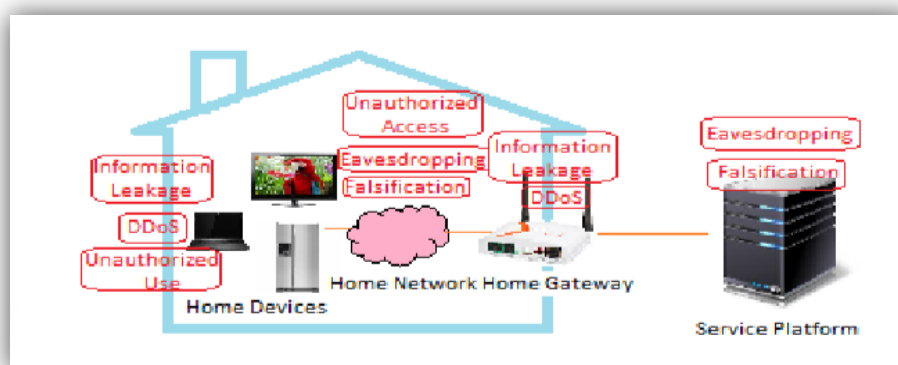 Unauthorized
Access
Eavesdropping
Falsification
Information
Leakage
DDoS
Unauthorized
Use
Information
Leakage
DDoS
Eavesdropping
Falsification
Home Devices
Home Network
Home Gateway
Service Platform